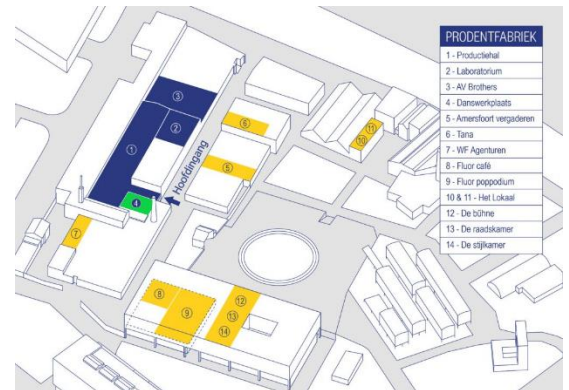 PRODENTFABRIEK
1 - Productiehal
2 - Laboratorium
3 - AV Brothers
4 - Danswerkplaats
5 - Amersfoort vergaderen
6 - Tana
7 - WF Agenturen
8 - Fluor café
9 - Fluor poppodium
10 & 11 - Het Lokaal
12 - De bühne
13 - De raadskamer
14 - De stijlkamer
3
6
11
10
2
1
5
Hoofdingang
4
7
8
12
9
13
14